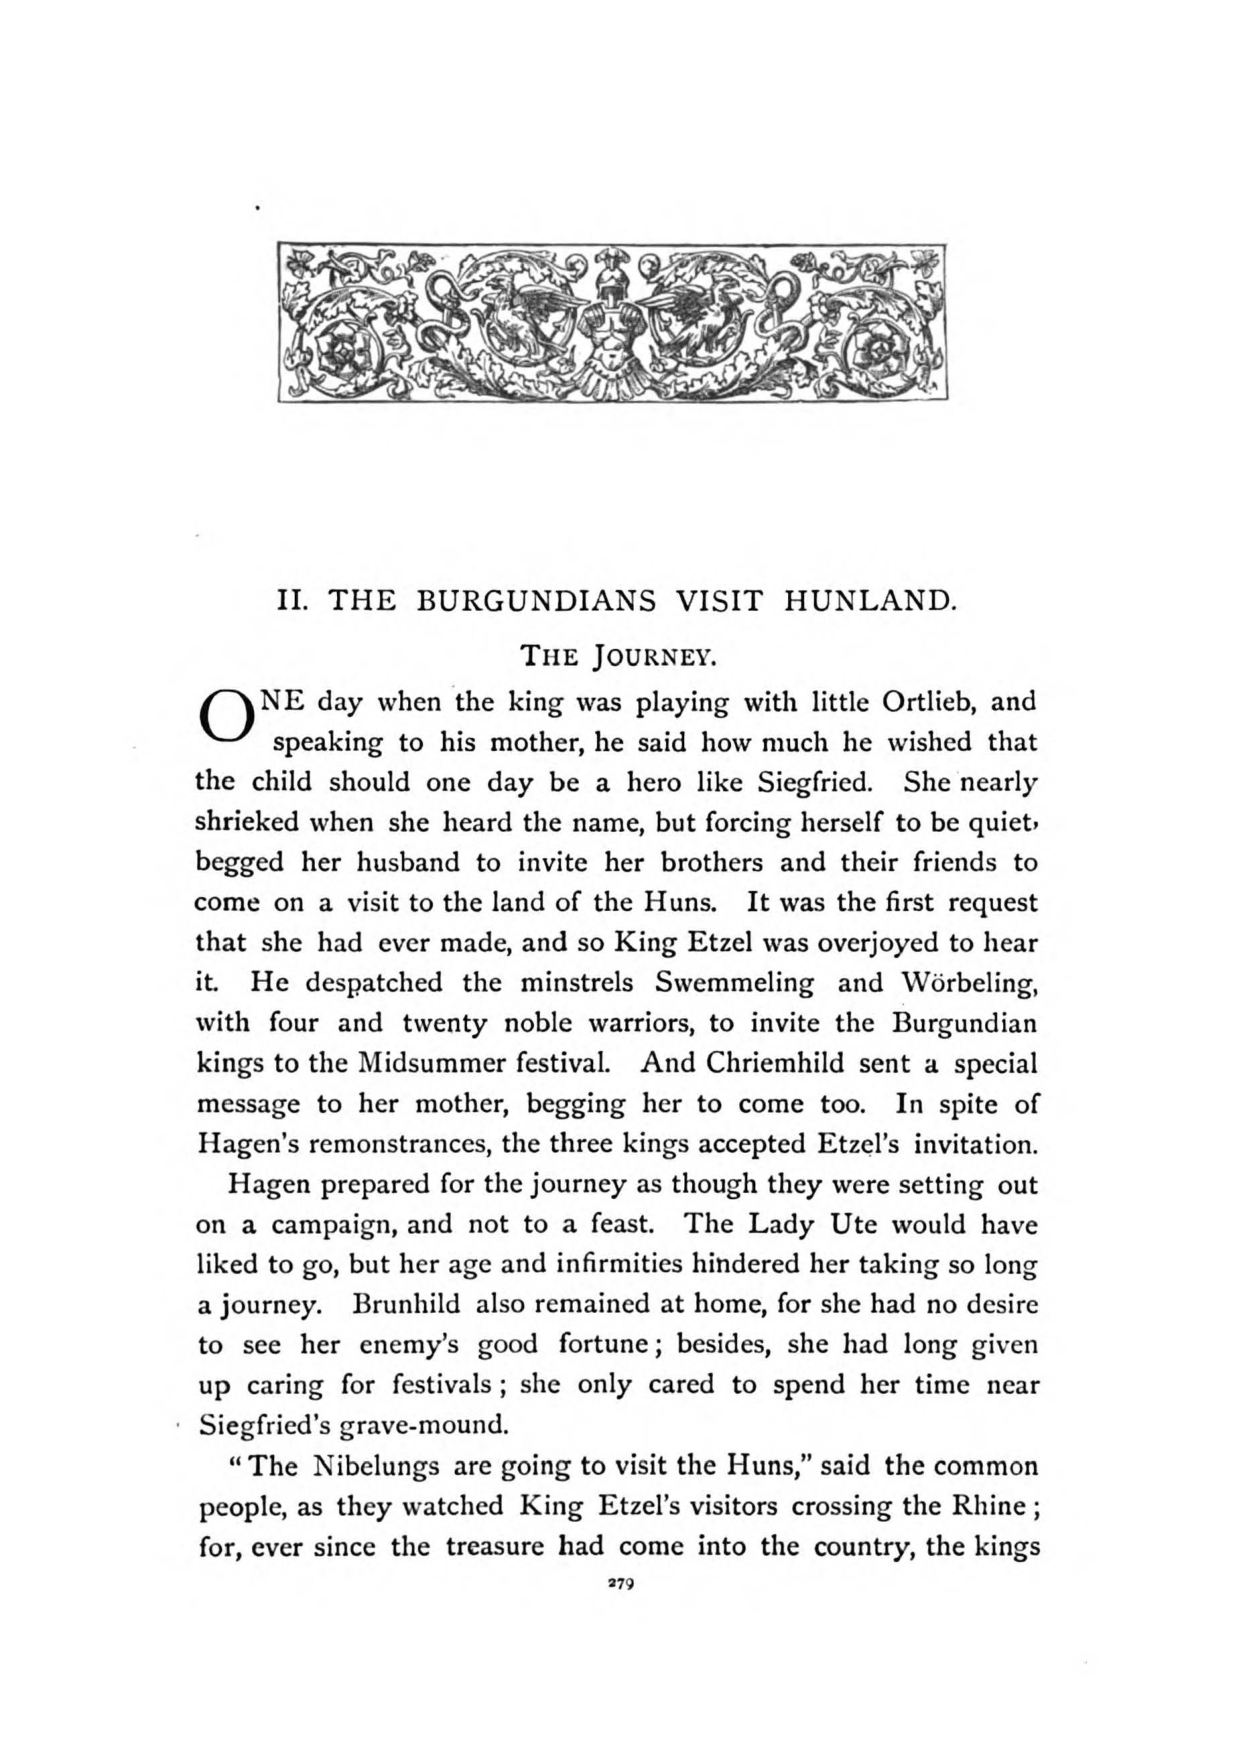 II. THE BURGUNDIANS VISIT HUNLAND.
THE JOURNEY.
ONE day when the king was playing with little Ortlieb, and
speaking to his mother, he said how much he wished that
the child should one day be a hero like Siegfried. She nearly
shrieked when she heard the name, but forcing herself to be quiet,
begged her husband to invite her brothers and their friends to
come on a visit to the land of the Huns. It was the first request
that she had ever made, and so King Etzel was overjoyed to hear
it. He despatched the minstrels Swemmeling and Wörbeling,
with four and twenty noble warriors, to invite the Burgundian
kings to the Midsummer festival. And Chriemhild sent a special
message to her mother, begging her to come too. In spite of
Hagen's remonstrances, the three kings accepted Etzel's invitation.
Hagen prepared for the journey as though they were setting out
on a campaign, and not to a feast. The Lady Ute would have
liked to go, but her age and infirmities hindered her taking so long
a journey. Brunhild also remained at home, for she had no desire
to see her enemy's good fortune; besides, she had long given
up caring for festivals; she only cared to spend her time near
Siegfried's grave-mound.
"The Nibelungs are going to visit the Huns," said the common
people, as they watched King Etzel's visitors crossing the Rhine;
for, ever since the treasure had come into the country, the kings
279